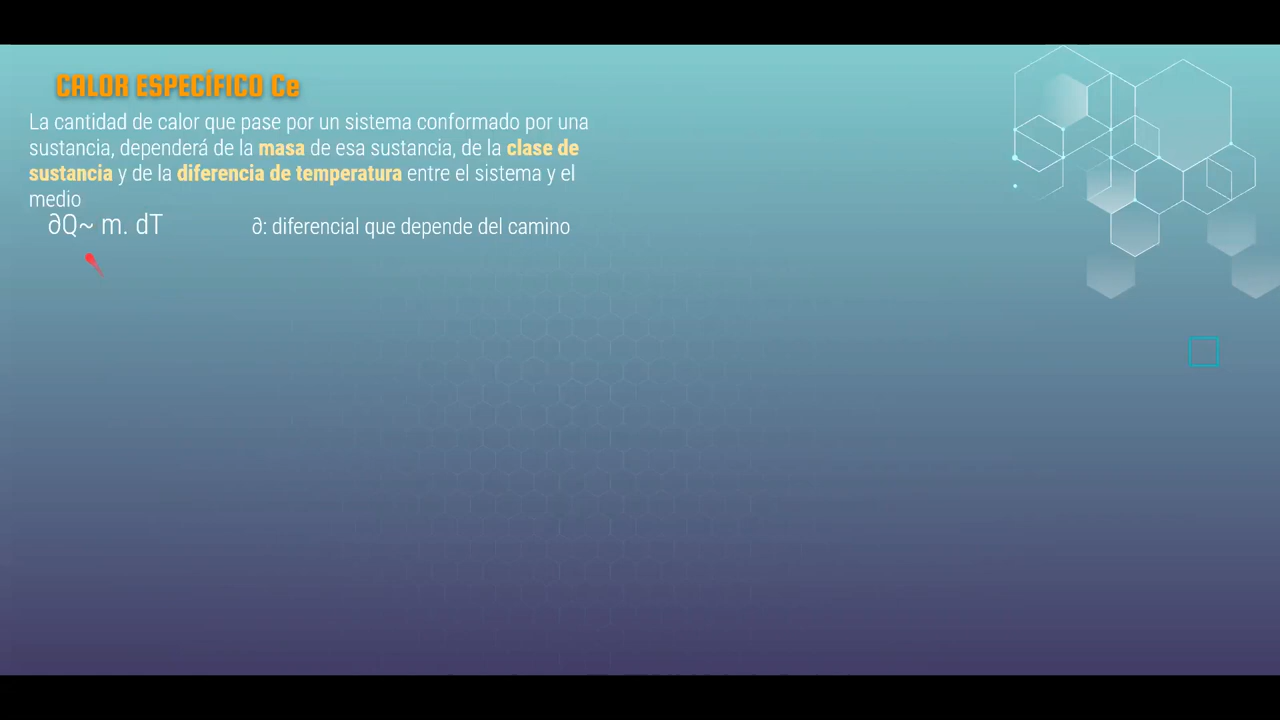 CALOR ESPECÍFICO Ce
La cantidad de calor que pase por un sistema conformado por una
sustancia, dependerá de la masa de esa sustancia, de la clase de
sustancia y de la diferencia de temperatura entre el sistema y el
medio
∂Q~ m. dT
∂: diferencial que depende del camino